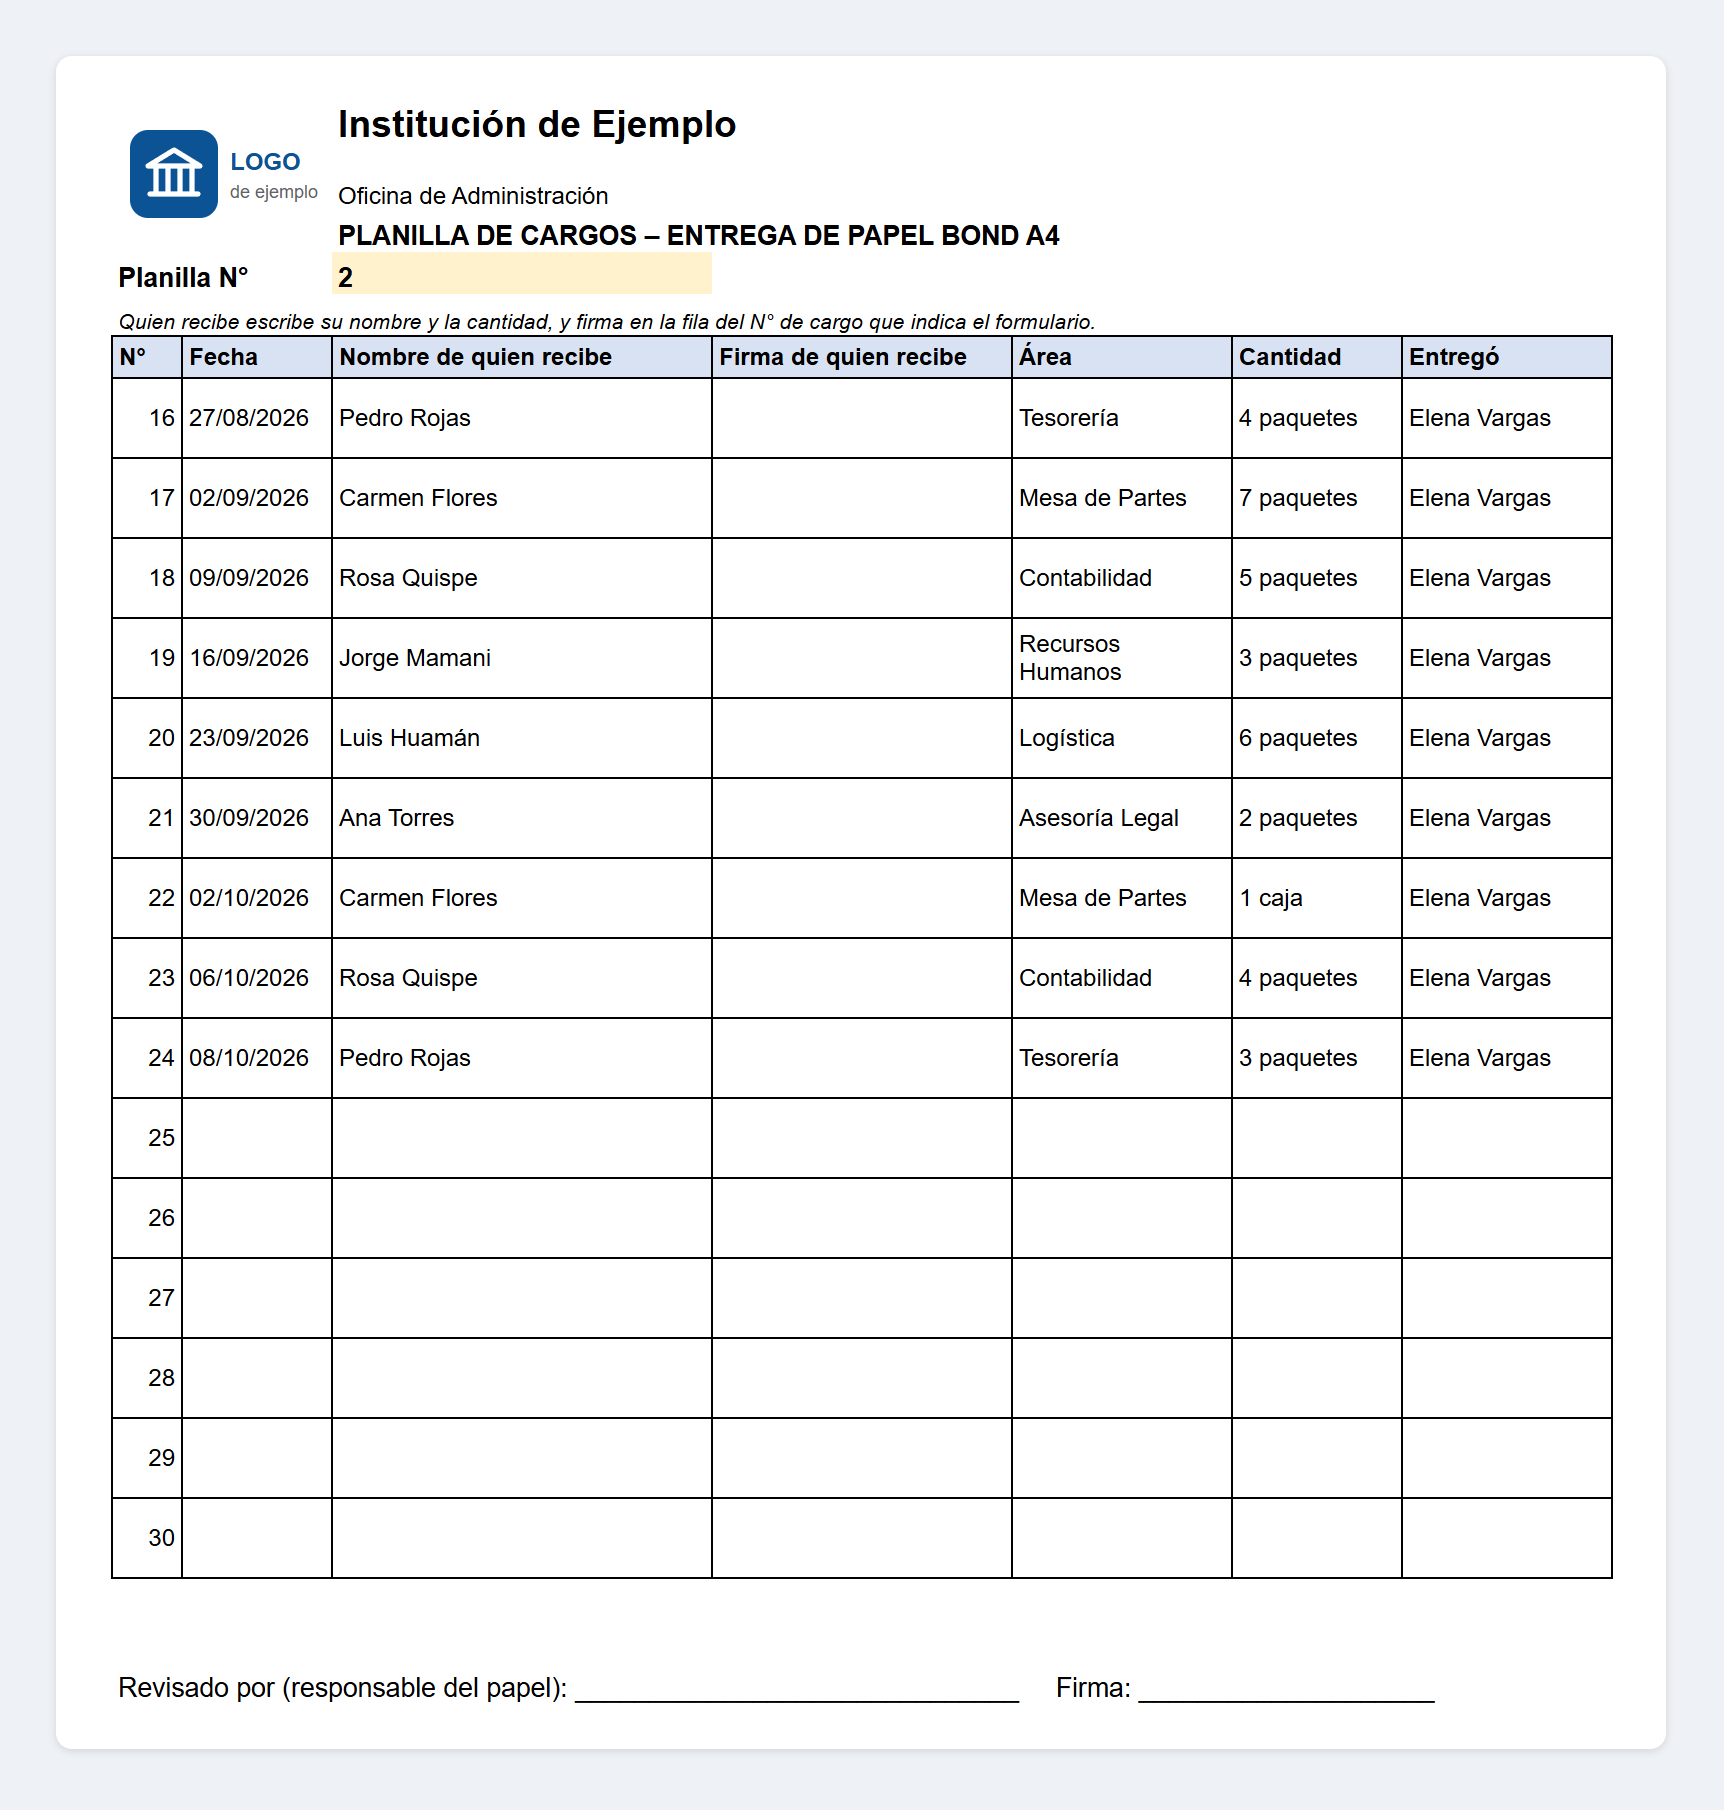 Institución de Ejemplo
LOGO
de ejemplo
Oficina de Administración
PLANILLA DE CARGOS – ENTREGA DE PAPEL BOND A4
Planilla N° 2
Quien recibe escribe su nombre y la cantidad, y firma en la fila del N° de cargo que indica el formulario.
N° Fecha Nombre de quien recibe Firma de quien recibe Área Cantidad Entregó
16 27/08/2026 Pedro Rojas Tesorería 4 paquetes Elena Vargas
17 02/09/2026 Carmen Flores Mesa de Partes 7 paquetes Elena Vargas
18 09/09/2026 Rosa Quispe Contabilidad 5 paquetes Elena Vargas
19 16/09/2026 Jorge Mamani Recursos Humanos 3 paquetes Elena Vargas
20 23/09/2026 Luis Huamán Logística 6 paquetes Elena Vargas
21 30/09/2026 Ana Torres Asesoría Legal 2 paquetes Elena Vargas
22 02/10/2026 Carmen Flores Mesa de Partes 1 caja Elena Vargas
23 06/10/2026 Rosa Quispe Contabilidad 4 paquetes Elena Vargas
24 08/10/2026 Pedro Rojas Tesorería 3 paquetes Elena Vargas
25
26
27
28
29
30
Revisado por (responsable del papel): ______________________________ Firma: ____________________